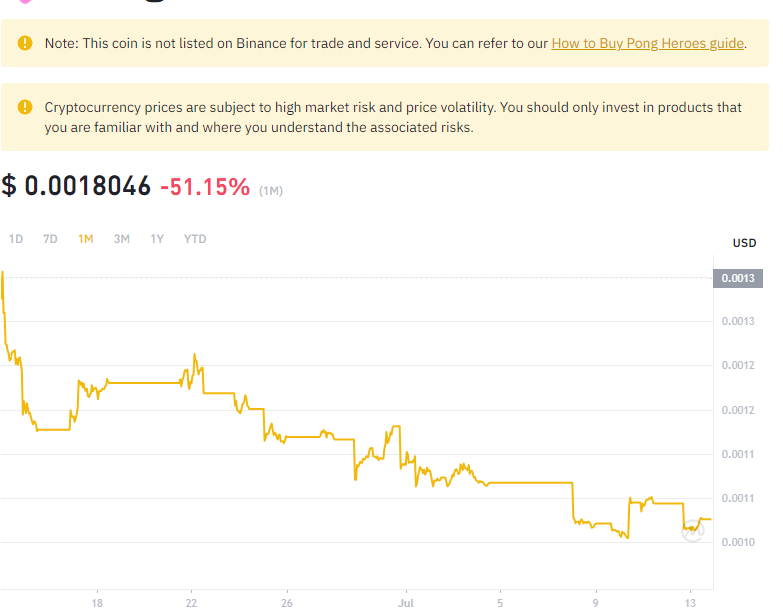 Note: This coin is not listed on Binance for trade and service. You can refer to our How to Buy Pong Heroes guide.
Cryptocurrency prices are subject to high market risk and price volatility. You should only invest in products that
you are familiar with and where you understand the associated risks.
$ 0.0018046 -51.15% (1M)
1D 7D 1M 3M 1Y YTD
USD
0.0013
0.0013
0.0012
0.0012
0.0011
0.0011
0.0010
18 22 26 Jul 5 9 13